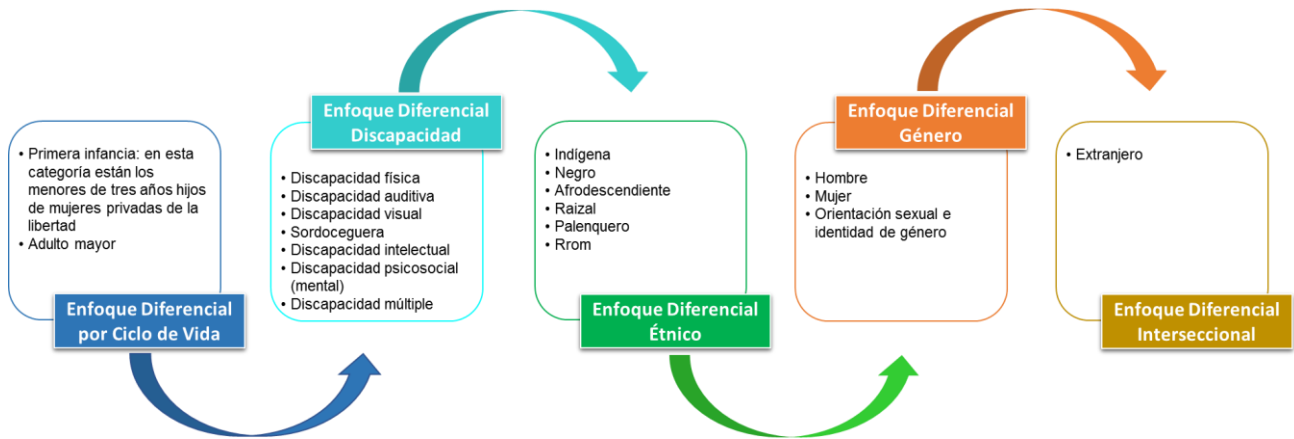 • Primera infancia: en esta
categoría están los
menores de tres años hijos
de mujeres privadas de la
libertad
• Adulto mayor
Enfoque Diferencial
por Ciclo de Vida
Enfoque Diferencial
Discapacidad
• Discapacidad física
• Discapacidad auditiva
• Discapacidad visual
• Sordoceguera
• Discapacidad intelectual
• Discapacidad psicosocial
(mental)
• Discapacidad múltiple
• Indígena
• Negro
• Afrodescendiente
• Raizal
• Palenquero
• Rrom
Enfoque Diferencial
Étnico
Enfoque Diferencial
Género
• Hombre
• Mujer
• Orientación sexual e
identidad de género
• Extranjero
Enfoque Diferencial
Interseccional